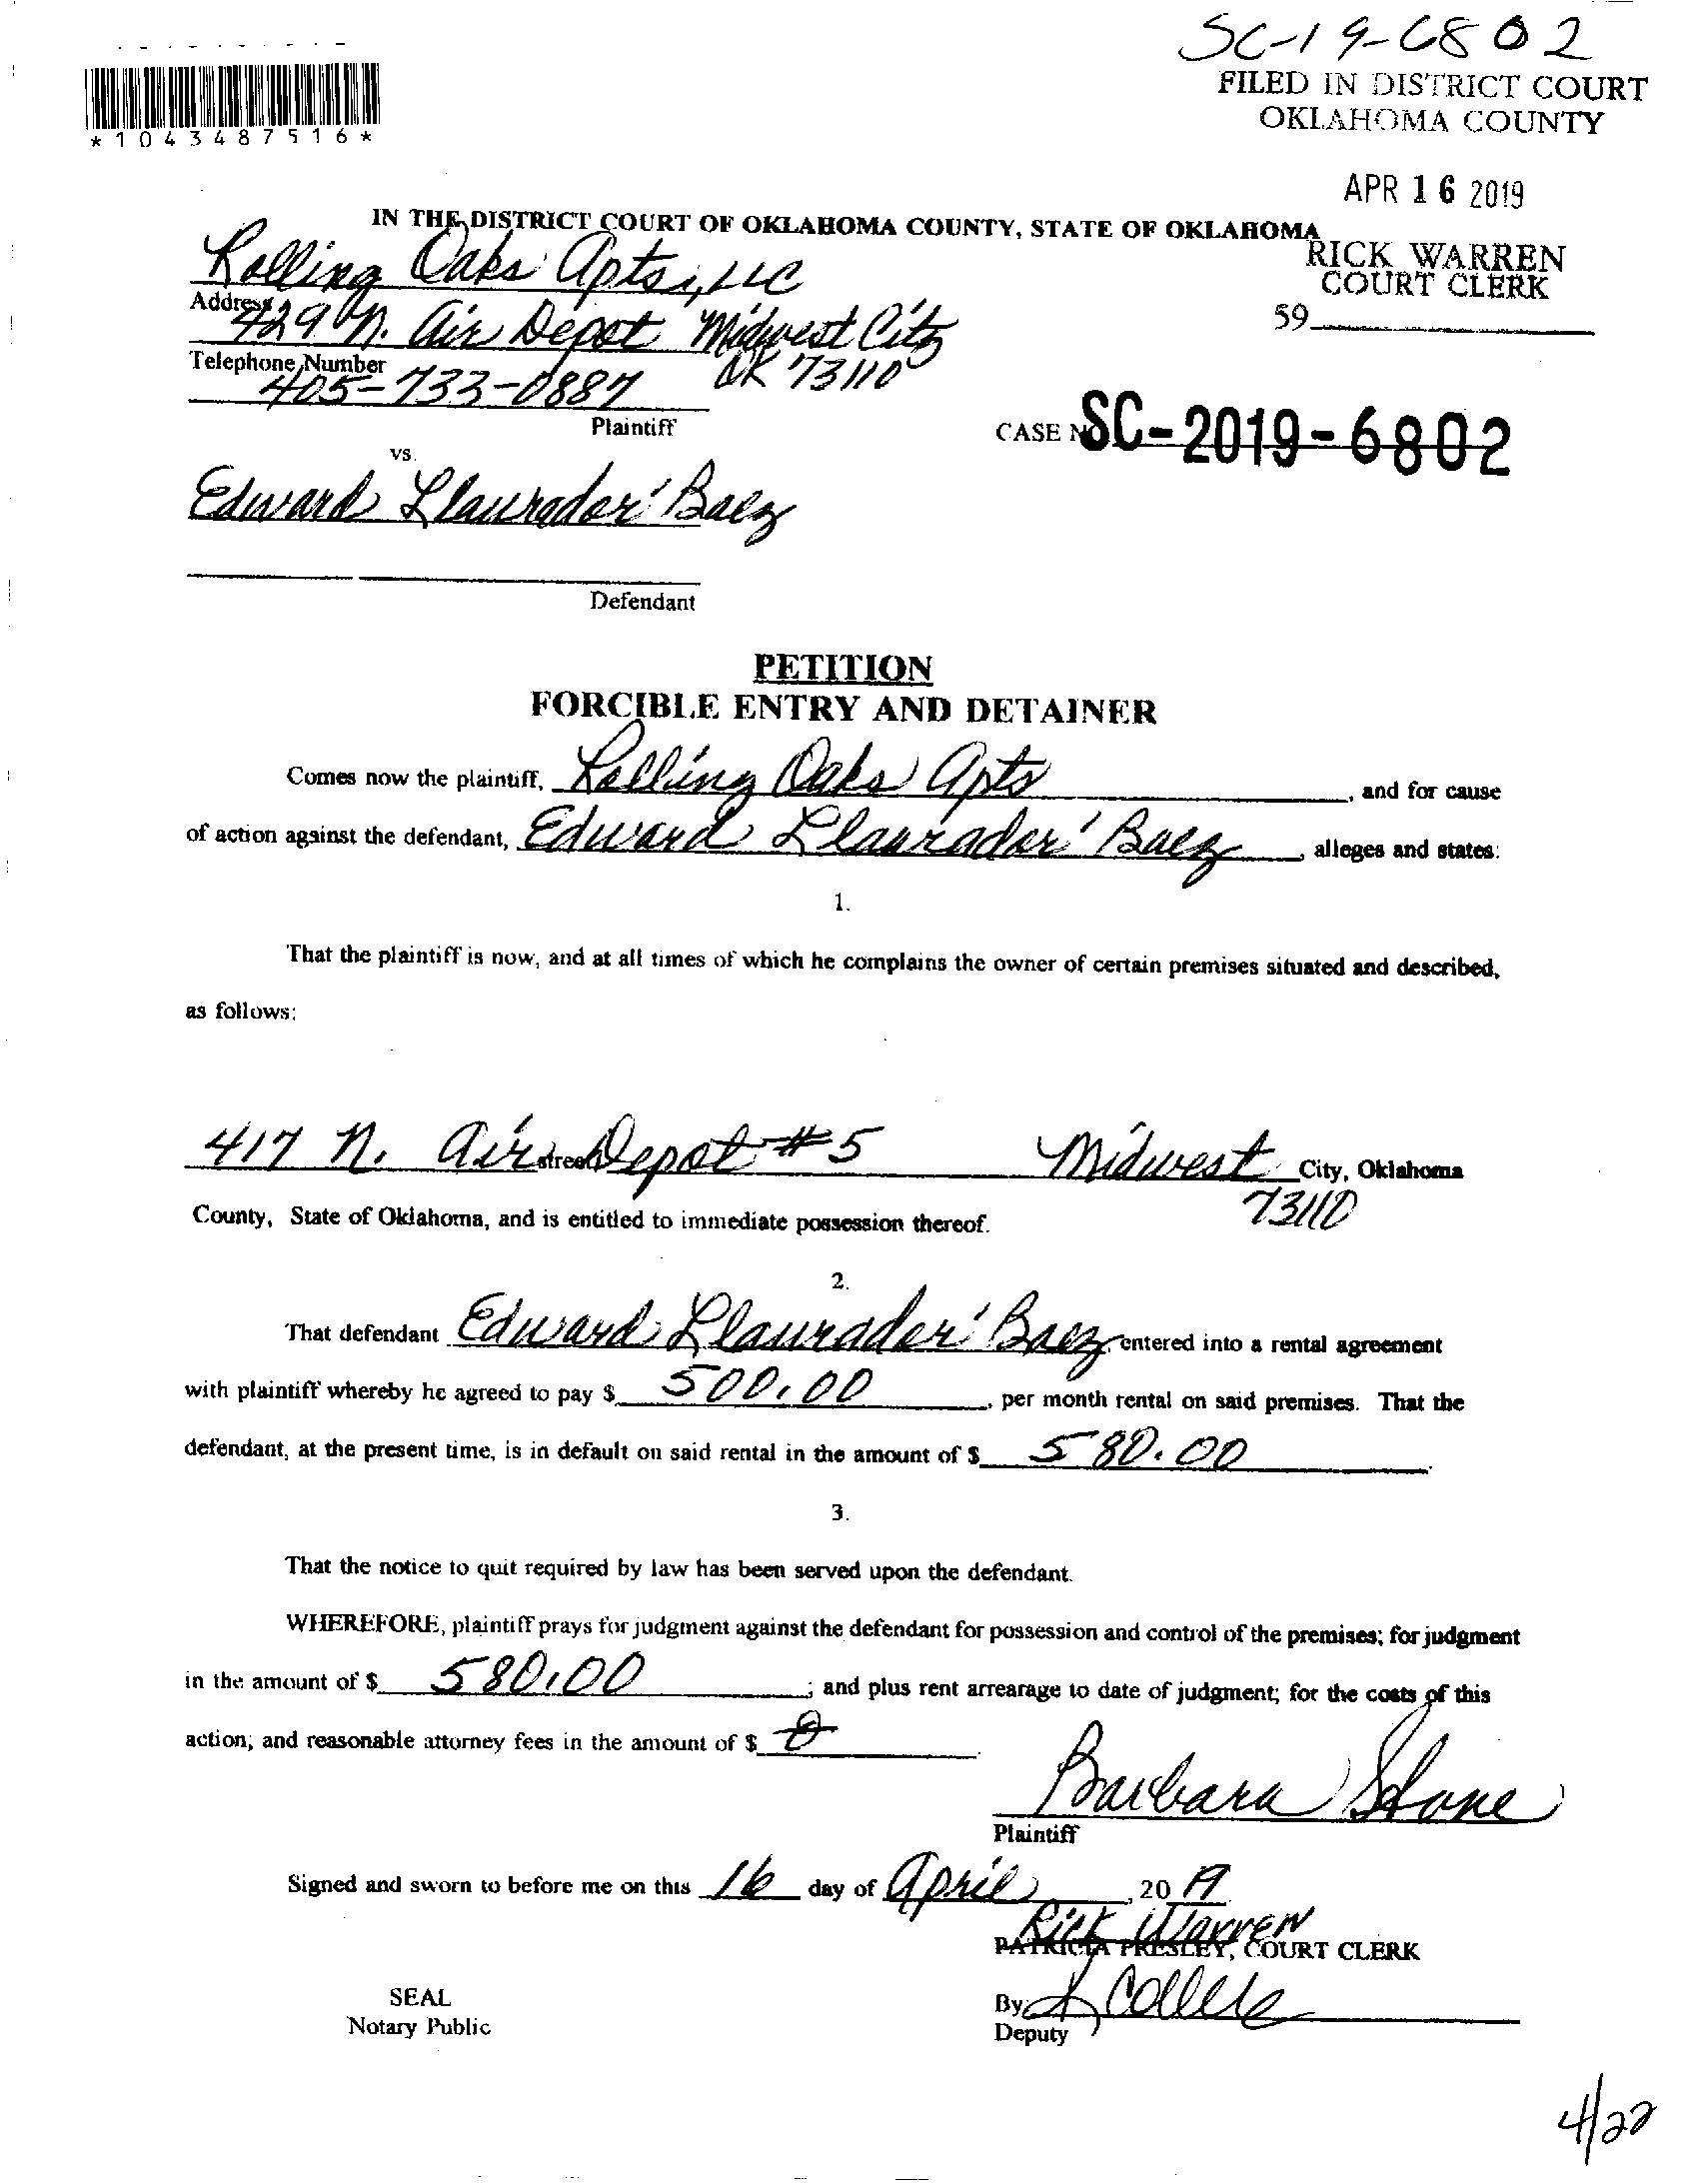 SC-19-6802
FILED IN DISTRICT COURT
OKLAHOMA COUNTY
*1043487516*
APR 16 2019
IN THE DISTRICT COURT OF OKLAHOMA COUNTY, STATE OF OKLAHOMA
RICK WARREN
COURT CLERK
59
Rolling Oaks Apts., LLC
Address
429 N. Air Depot Midwest City
OK 73110
Telephone Number
405-733-0887
Plaintiff
CASE NO. SC-2019-6802
vs.
Edward Llaurador' Baez
Defendant
PETITION
FORCIBLE ENTRY AND DETAINER
Comes now the plaintiff, Rolling Oaks Apts, and for cause
of action against the defendant, Edward Llaurador' Baez, alleges and states:
1.
That the plaintiff is now, and at all times of which he complains the owner of certain premises situated and described,
as follows:
417 N. Air Depot #5 street Midwest City, Oklahoma
73110
County, State of Oklahoma, and is entitled to immediate possession thereof.
2.
That defendant Edward Llaurador' Baez, entered into a rental agreement
with plaintiff whereby he agreed to pay $ 500.00, per month rental on said premises. That the
defendant, at the present time, is in default on said rental in the amount of $ 580.00.
3.
That the notice to quit required by law has been served upon the defendant.
WHEREFORE, plaintiff prays for judgment against the defendant for possession and control of the premises; for judgment
in the amount of $ 580.00; and plus rent arrearage to date of judgment; for the costs of this
action; and reasonable attorney fees in the amount of $ 0.
Barbara
Plaintiff
Signed and sworn to before me on this 16 day of April, 20 19
Rick Warren
PATRICIA PRESLEY, COURT CLERK
SEAL
Notary Public
By:
Deputy
4/22